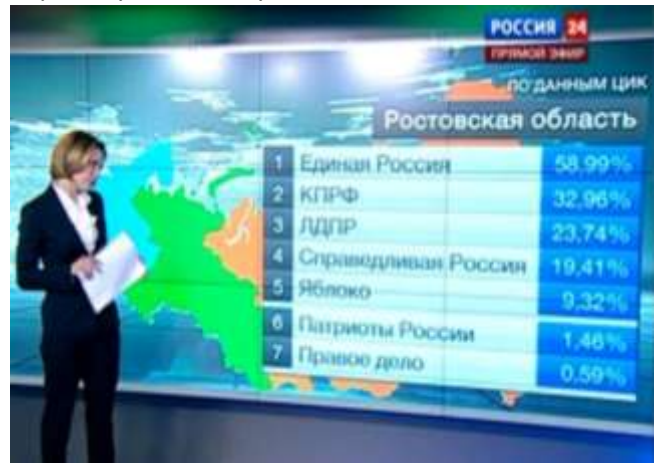 РОССИЯ 24
ПРЯМОЙ ЭФИР
ПО ДАННЫМ ЦИК
Ростовская область
1 Единая Россия 58,99%
2 КПРФ 32,96%
3 ЛДПР 23,74%
4 Справедливая Россия 19,41%
5 Яблоко 9,32%
6 Патриоты России 1,46%
7 Правое дело 0,59%